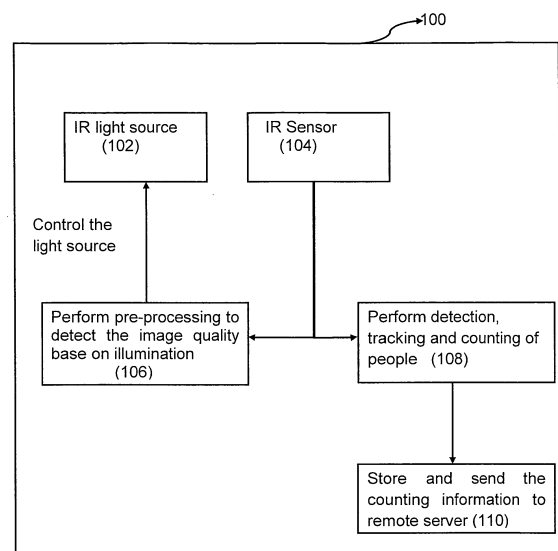 100
IR light source
(102)
IR Sensor
(104)
Control the
light source
Perform pre-processing to
detect the image quality
base on illumination
(106)
Perform detection,
tracking and counting of
people (108)
Store and send the
counting information to
remote server (110)